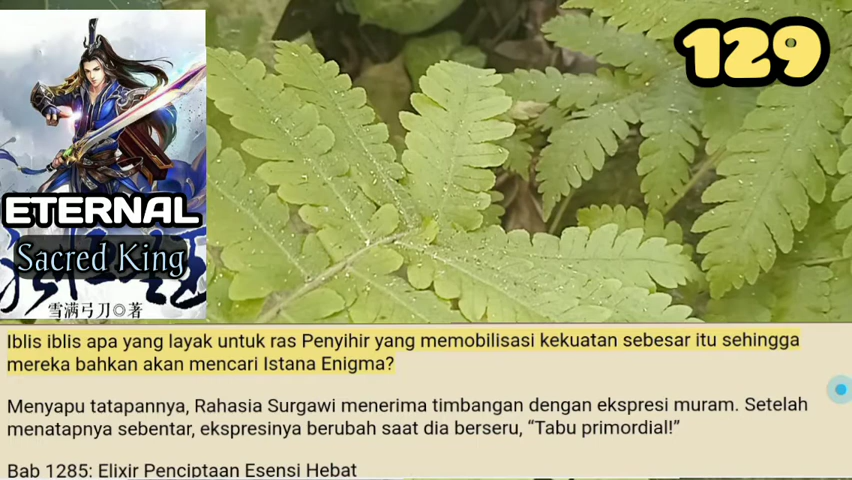 129
ETERNAL
Sacred King
雪满弓刀◎著
Iblis iblis apa yang layak untuk ras Penyihir yang memobilisasi kekuatan sebesar itu sehingga
mereka bahkan akan mencari Istana Enigma?
Menyapu tatapannya, Rahasia Surgawi menerima timbangan dengan ekspresi muram. Setelah
menatapnya sebentar, ekspresinya berubah saat dia berseru, “Tabu primordial!”
Bab 1285: Elixir Penciptaan Esensi Hebat